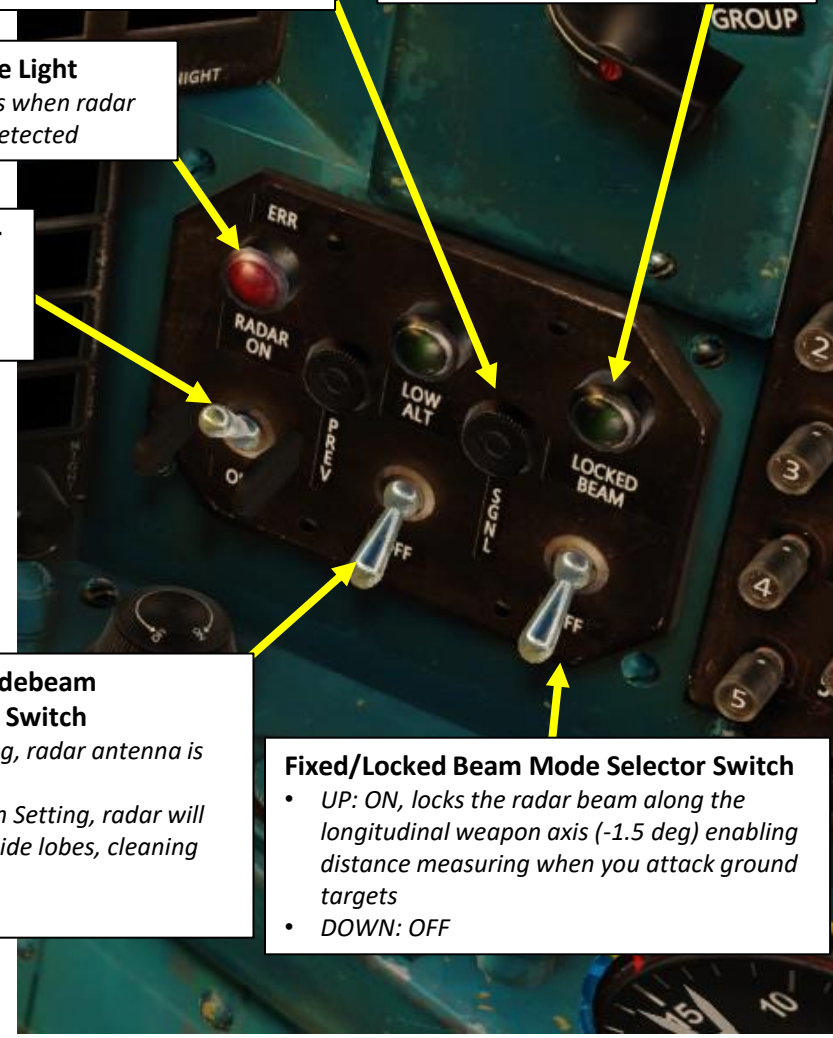 GROUP
e Light
NIGHT
s when radar
etected
ERR
RADAR
ON
LOW
ALT
PREV
LOCKED
BEAM
SGNL
2
3
4
5
debeam
Switch
g, radar antenna is
n Setting, radar will
ide lobes, cleaning
Fixed/Locked Beam Mode Selector Switch
• UP: ON, locks the radar beam along the
longitudinal weapon axis (-1.5 deg) enabling
distance measuring when you attack ground
targets
• DOWN: OFF
15
10